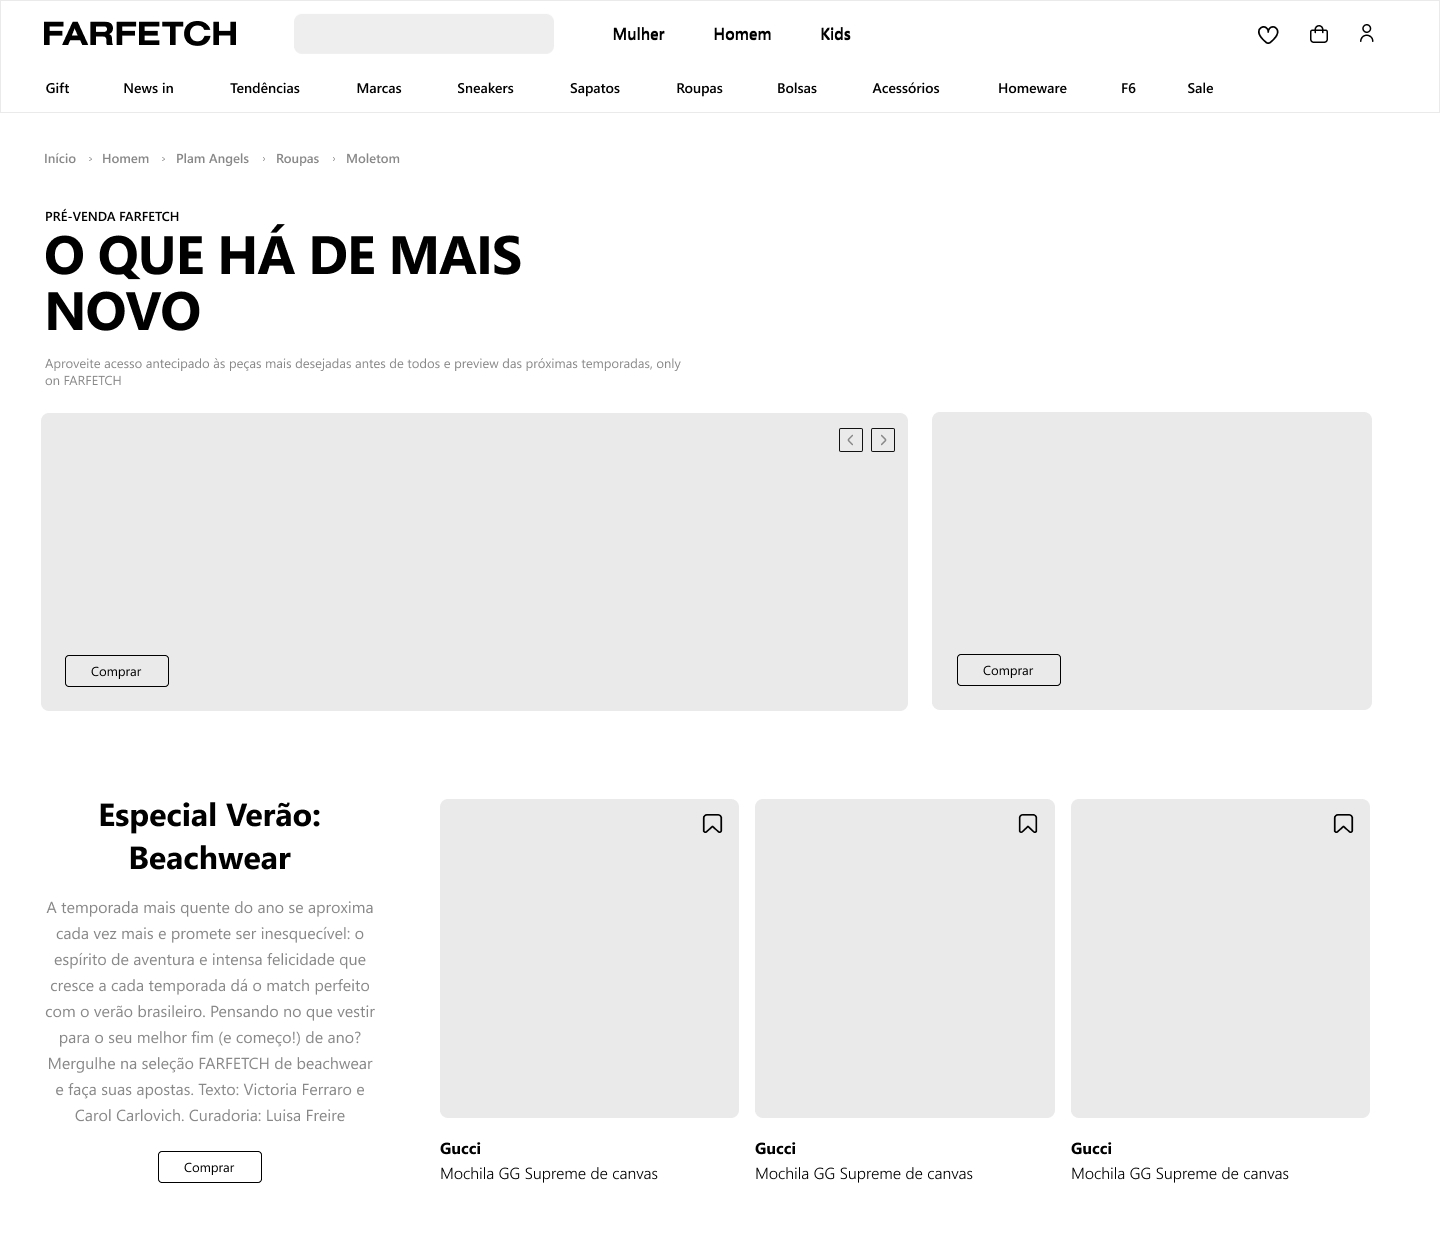 FARFETCH
Mulher Homem Kids
Gift News in Tendências Marcas Sneakers Sapatos Roupas Bolsas Acessórios Homeware F6 Sale
Início › Homem › Plam Angels › Roupas › Moletom
PRÉ-VENDA FARFETCH
O QUE HÁ DE MAIS
NOVO
Aproveite acesso antecipado às peças mais desejadas antes de todos e preview das próximas temporadas, only
on FARFETCH
Comprar
Comprar
Especial Verão:
Beachwear
A temporada mais quente do ano se aproxima
cada vez mais e promete ser inesquecível: o
espírito de aventura e intensa felicidade que
cresce a cada temporada dá o match perfeito
com o verão brasileiro. Pensando no que vestir
para o seu melhor fim (e começo!) de ano?
Mergulhe na seleção FARFETCH de beachwear
e faça suas apostas. Texto: Victoria Ferraro e
Carol Carlovich. Curadoria: Luisa Freire
Comprar
Gucci
Mochila GG Supreme de canvas
Gucci
Mochila GG Supreme de canvas
Gucci
Mochila GG Supreme de canvas